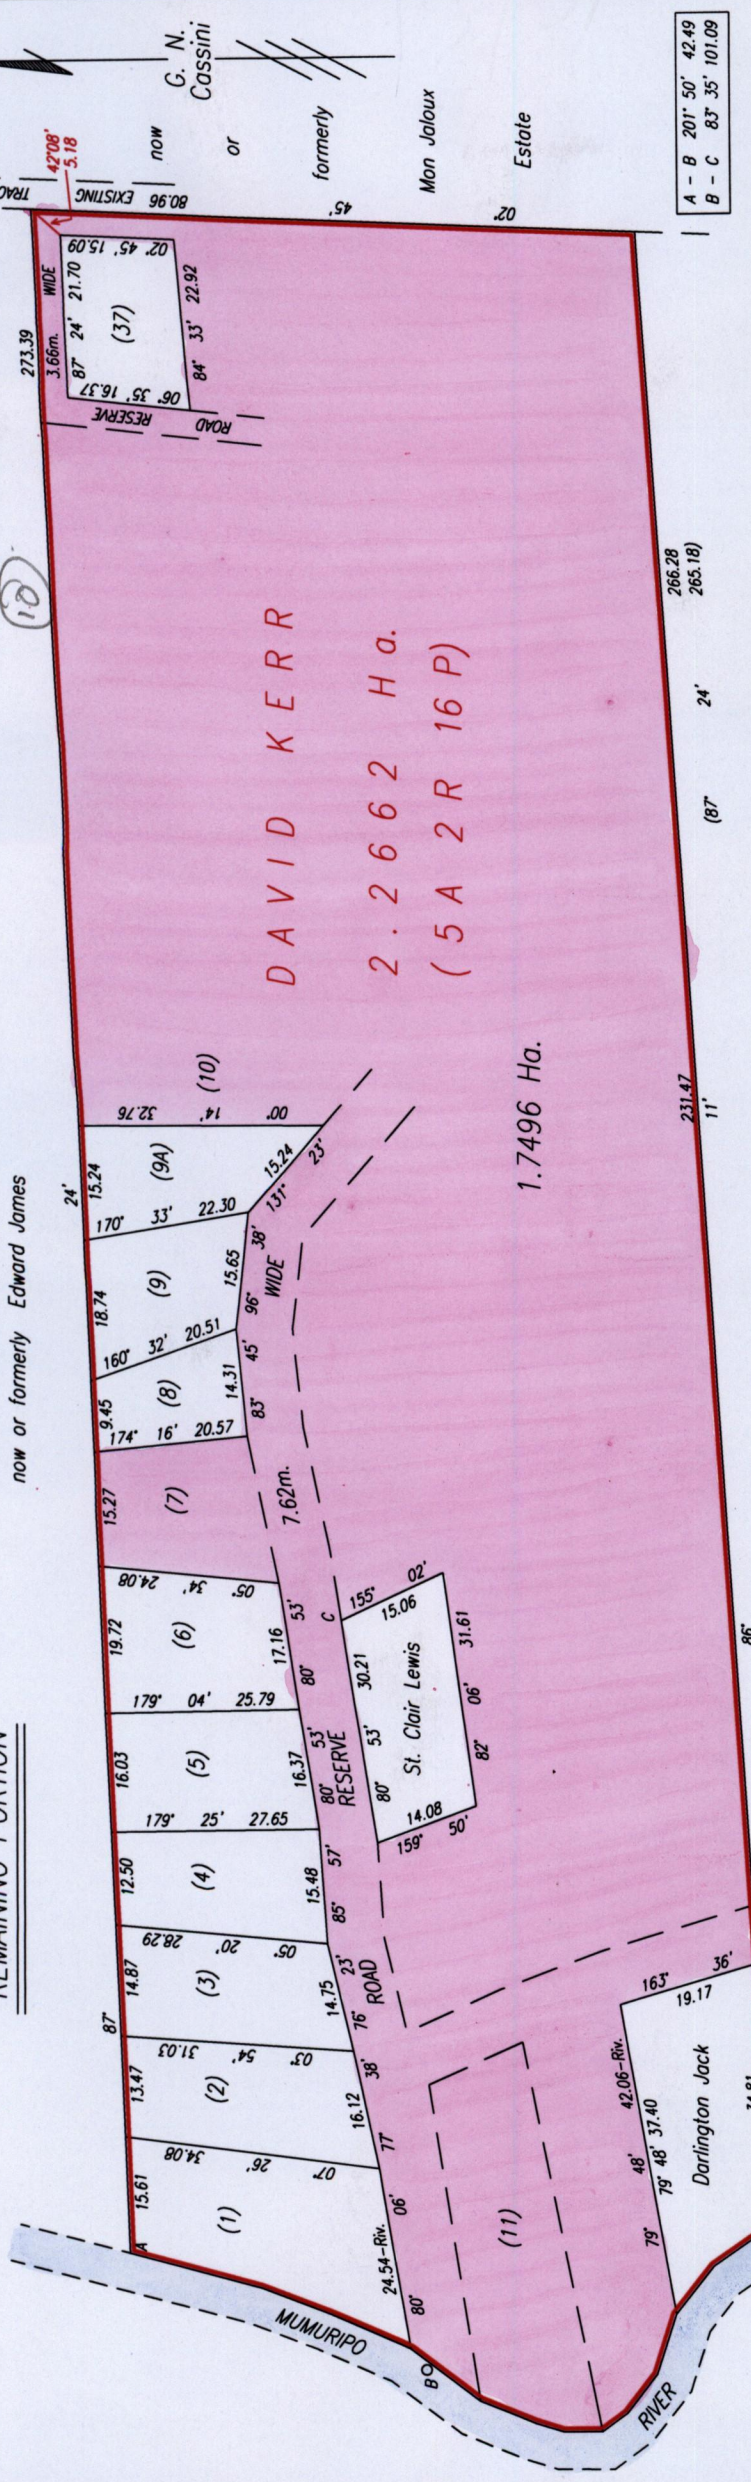 REMAINING PORTION
now or formerly Edward James
10
87°
24'
273.39
EXISTING
80.96
42°08'
5.18
G. N.
Cassini
now
or
formerly
Mon Jaloux
Estate
45'
02°
A - B 201° 50' 42.49
B - C 83° 35' 101.09
3.66m. WIDE
87° 24' 21.70
02° 45' 15.09
(37)
06° 35' 16.37
84° 33' 22.92
ROAD
RESERVE
DAVID KERR
2.2662 Ha.
(5A 2R 16P)
1.7496 Ha.
266.28
(87° 24' 265.18)
231.47
11'
86°
(10)
00° 14' 32.76
15.24
(9A)
15.24
131° 23'
170° 33' 22.30
18.74
(9)
15.65
96° 38'
WIDE
160° 32' 20.51
9.45
(8)
14.31
83° 45'
174° 16' 20.57
15.27
(7)
7.62m.
05° 34' 24.08
19.72
(6)
17.16
80° 53'
179° 04' 25.79
16.03
(5)
16.37
80° 53'
RESERVE
179° 25' 27.65
12.50
(4)
15.48
85° 57'
05° 20' 28.29
14.87
(3)
14.75
76° 23'
ROAD
03° 54' 31.03
13.47
(2)
16.12
77° 38'
07° 26' 34.08
15.61
(1)
24.54-Riv.
80° 06'
A
B
C
St. Clair Lewis
80° 53' 30.21
155° 02'
15.06
82° 06' 31.61
159° 50'
14.08
(11)
42.06-Riv.
79° 48'
79° 48' 37.40
163° 36'
19.17
Darlington Jack
MUMURIPO
RIVER